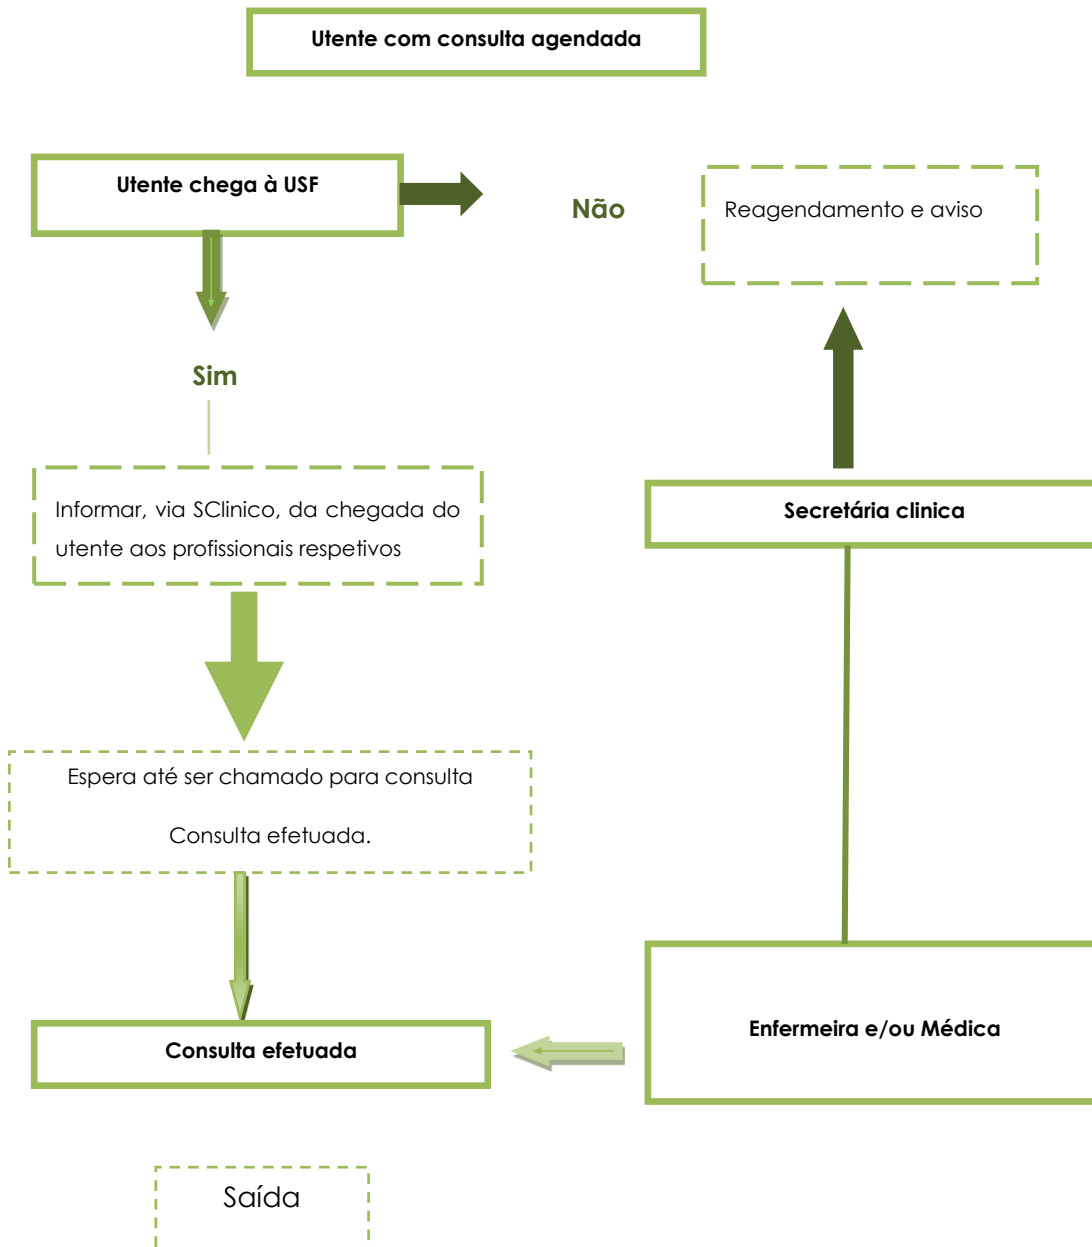 Utente com consulta agendada
Utente chega à USF
Não
Reagendamento e aviso
Sim
Informar, via SClinico, da chegada do
utente aos profissionais respetivos
Secretária clinica
Espera até ser chamado para consulta
Consulta efetuada.
Enfermeira e/ou Médica
Consulta efetuada
Saída